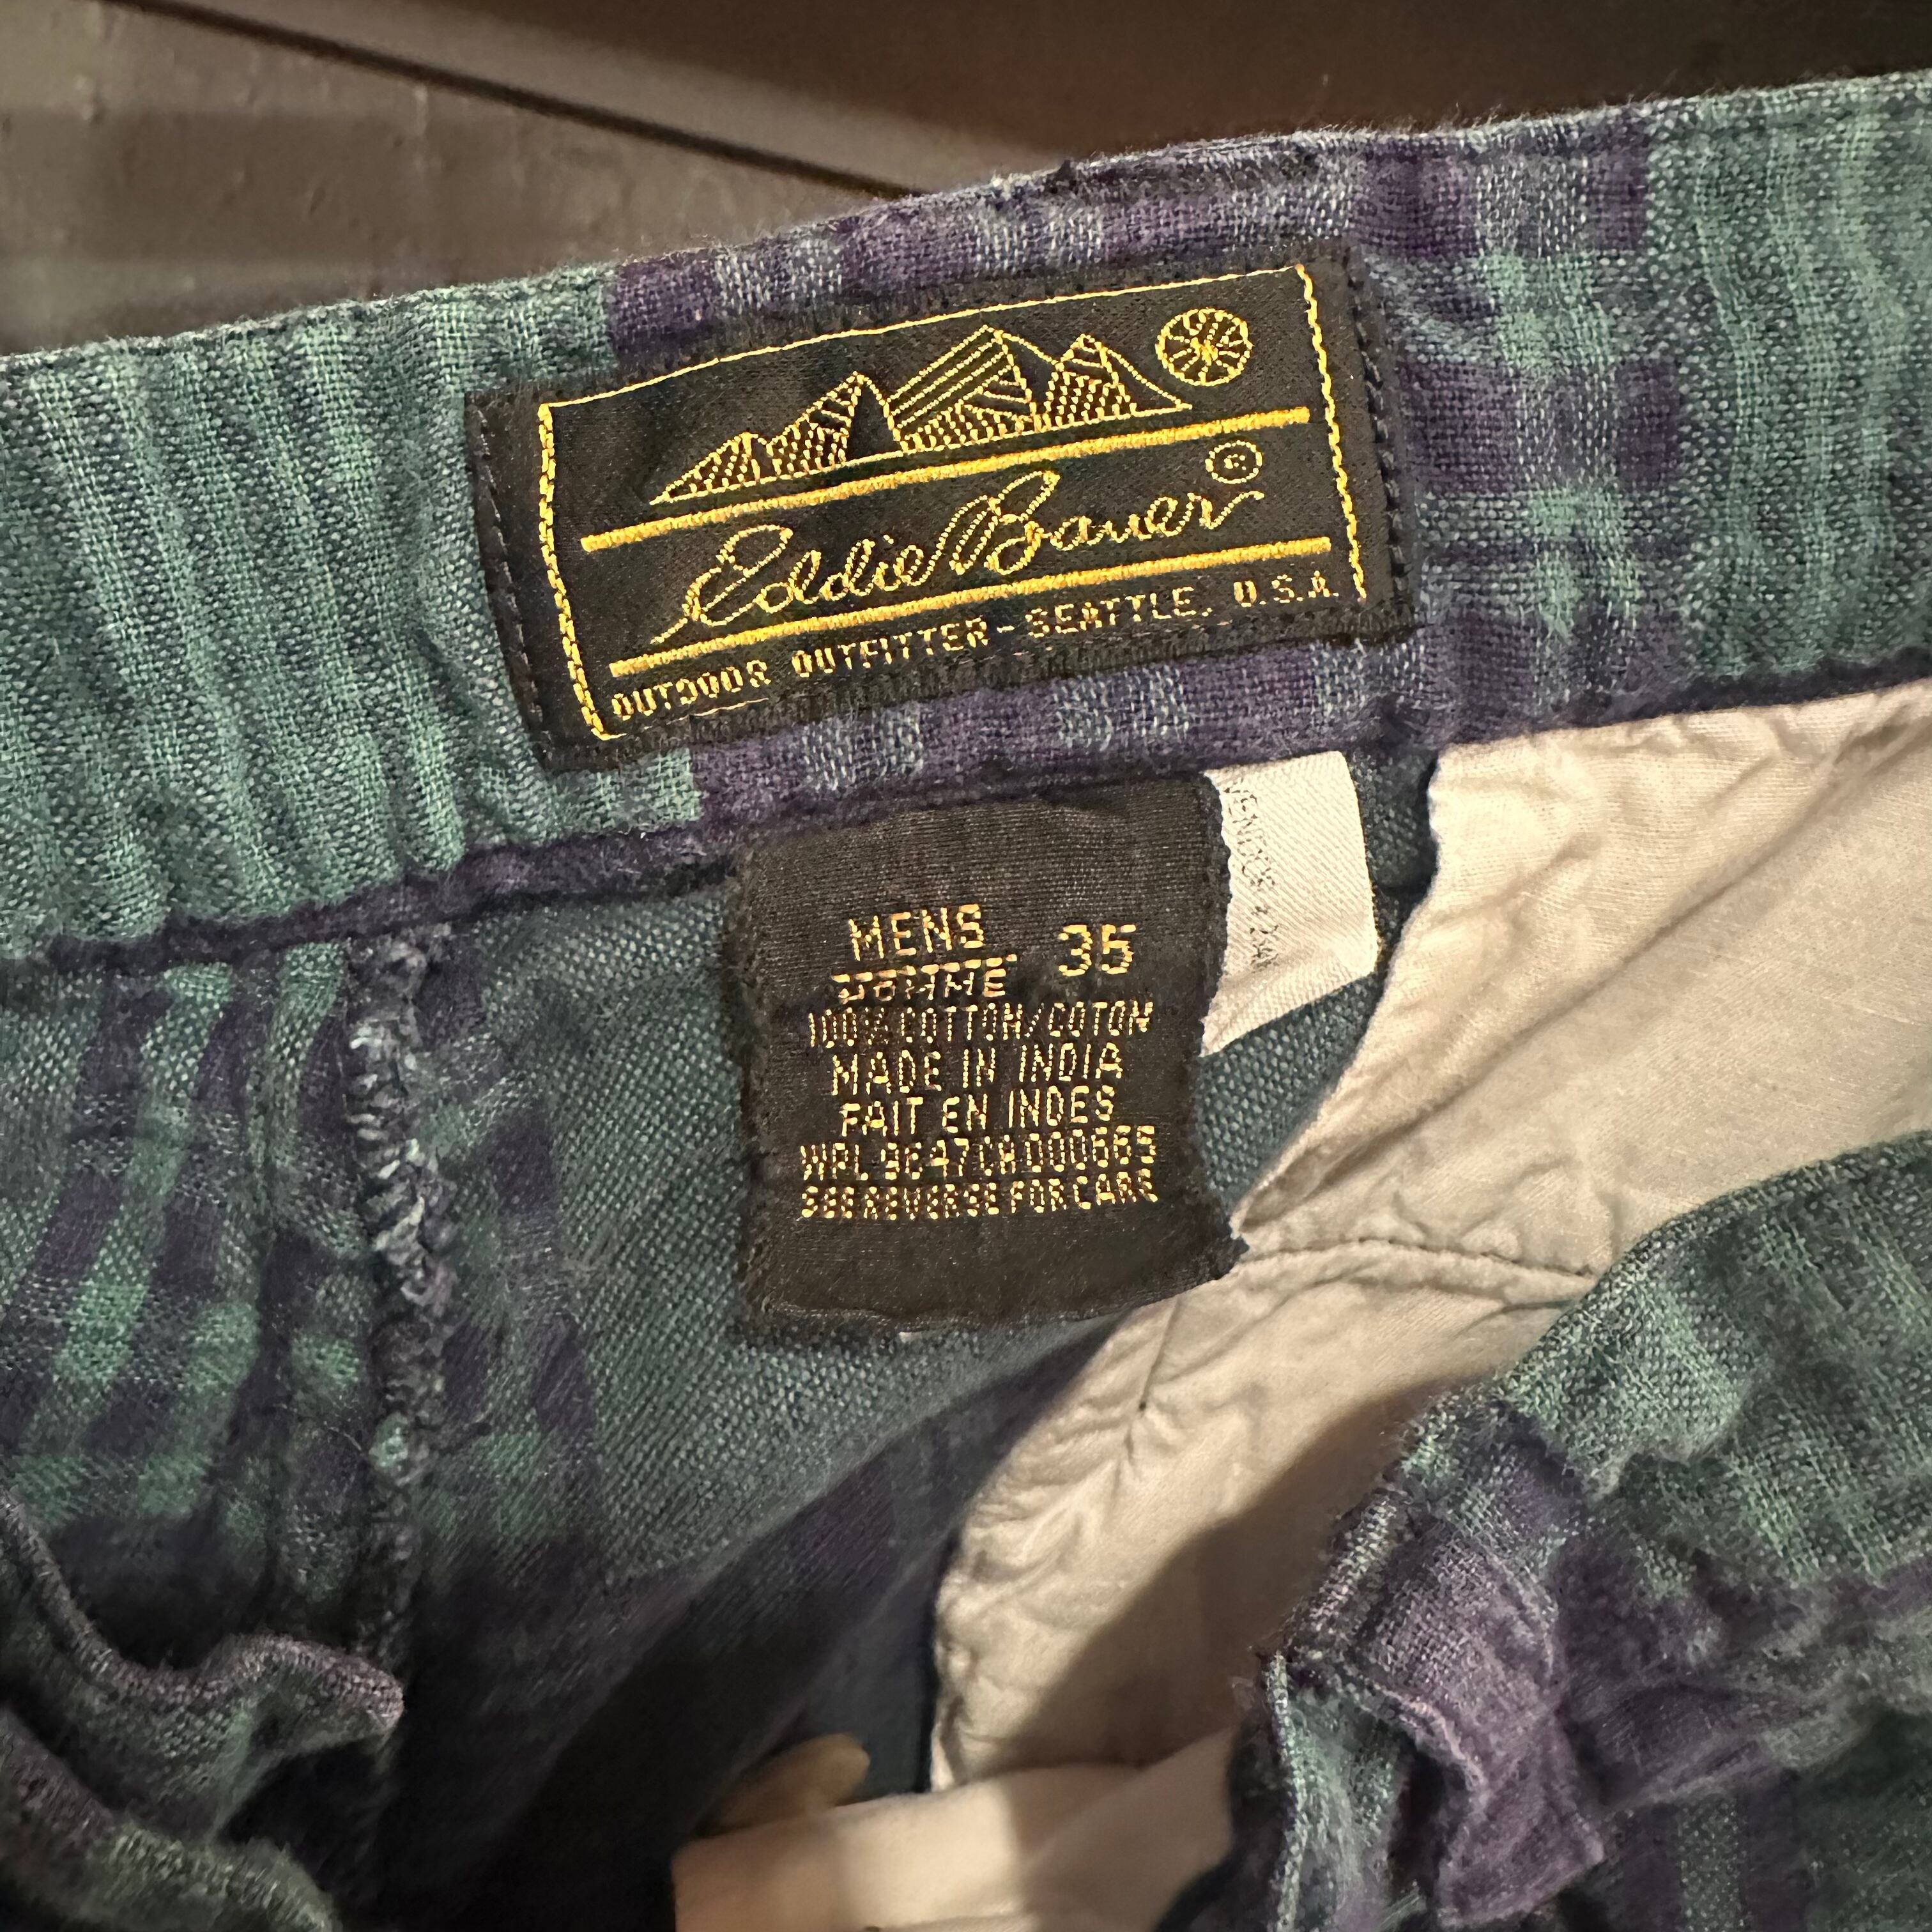 Eddie Bauer®
OUTDOOR OUTFITTER - SEATTLE, U.S.A.
MENS 35
HOMME
100% COTTON/COTON
MADE IN INDIA
FAIT EN INDES
WPL 9647 CA 000665
SEE REVERSE FOR CARE
VENDOR